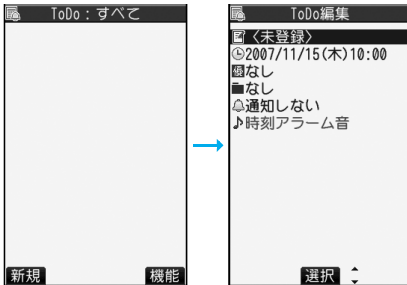 ToDo：すべて
新規
機能
ToDo編集
〈未登録〉
2007/11/15(木)10:00
なし
なし
通知しない
時刻アラーム音
選択